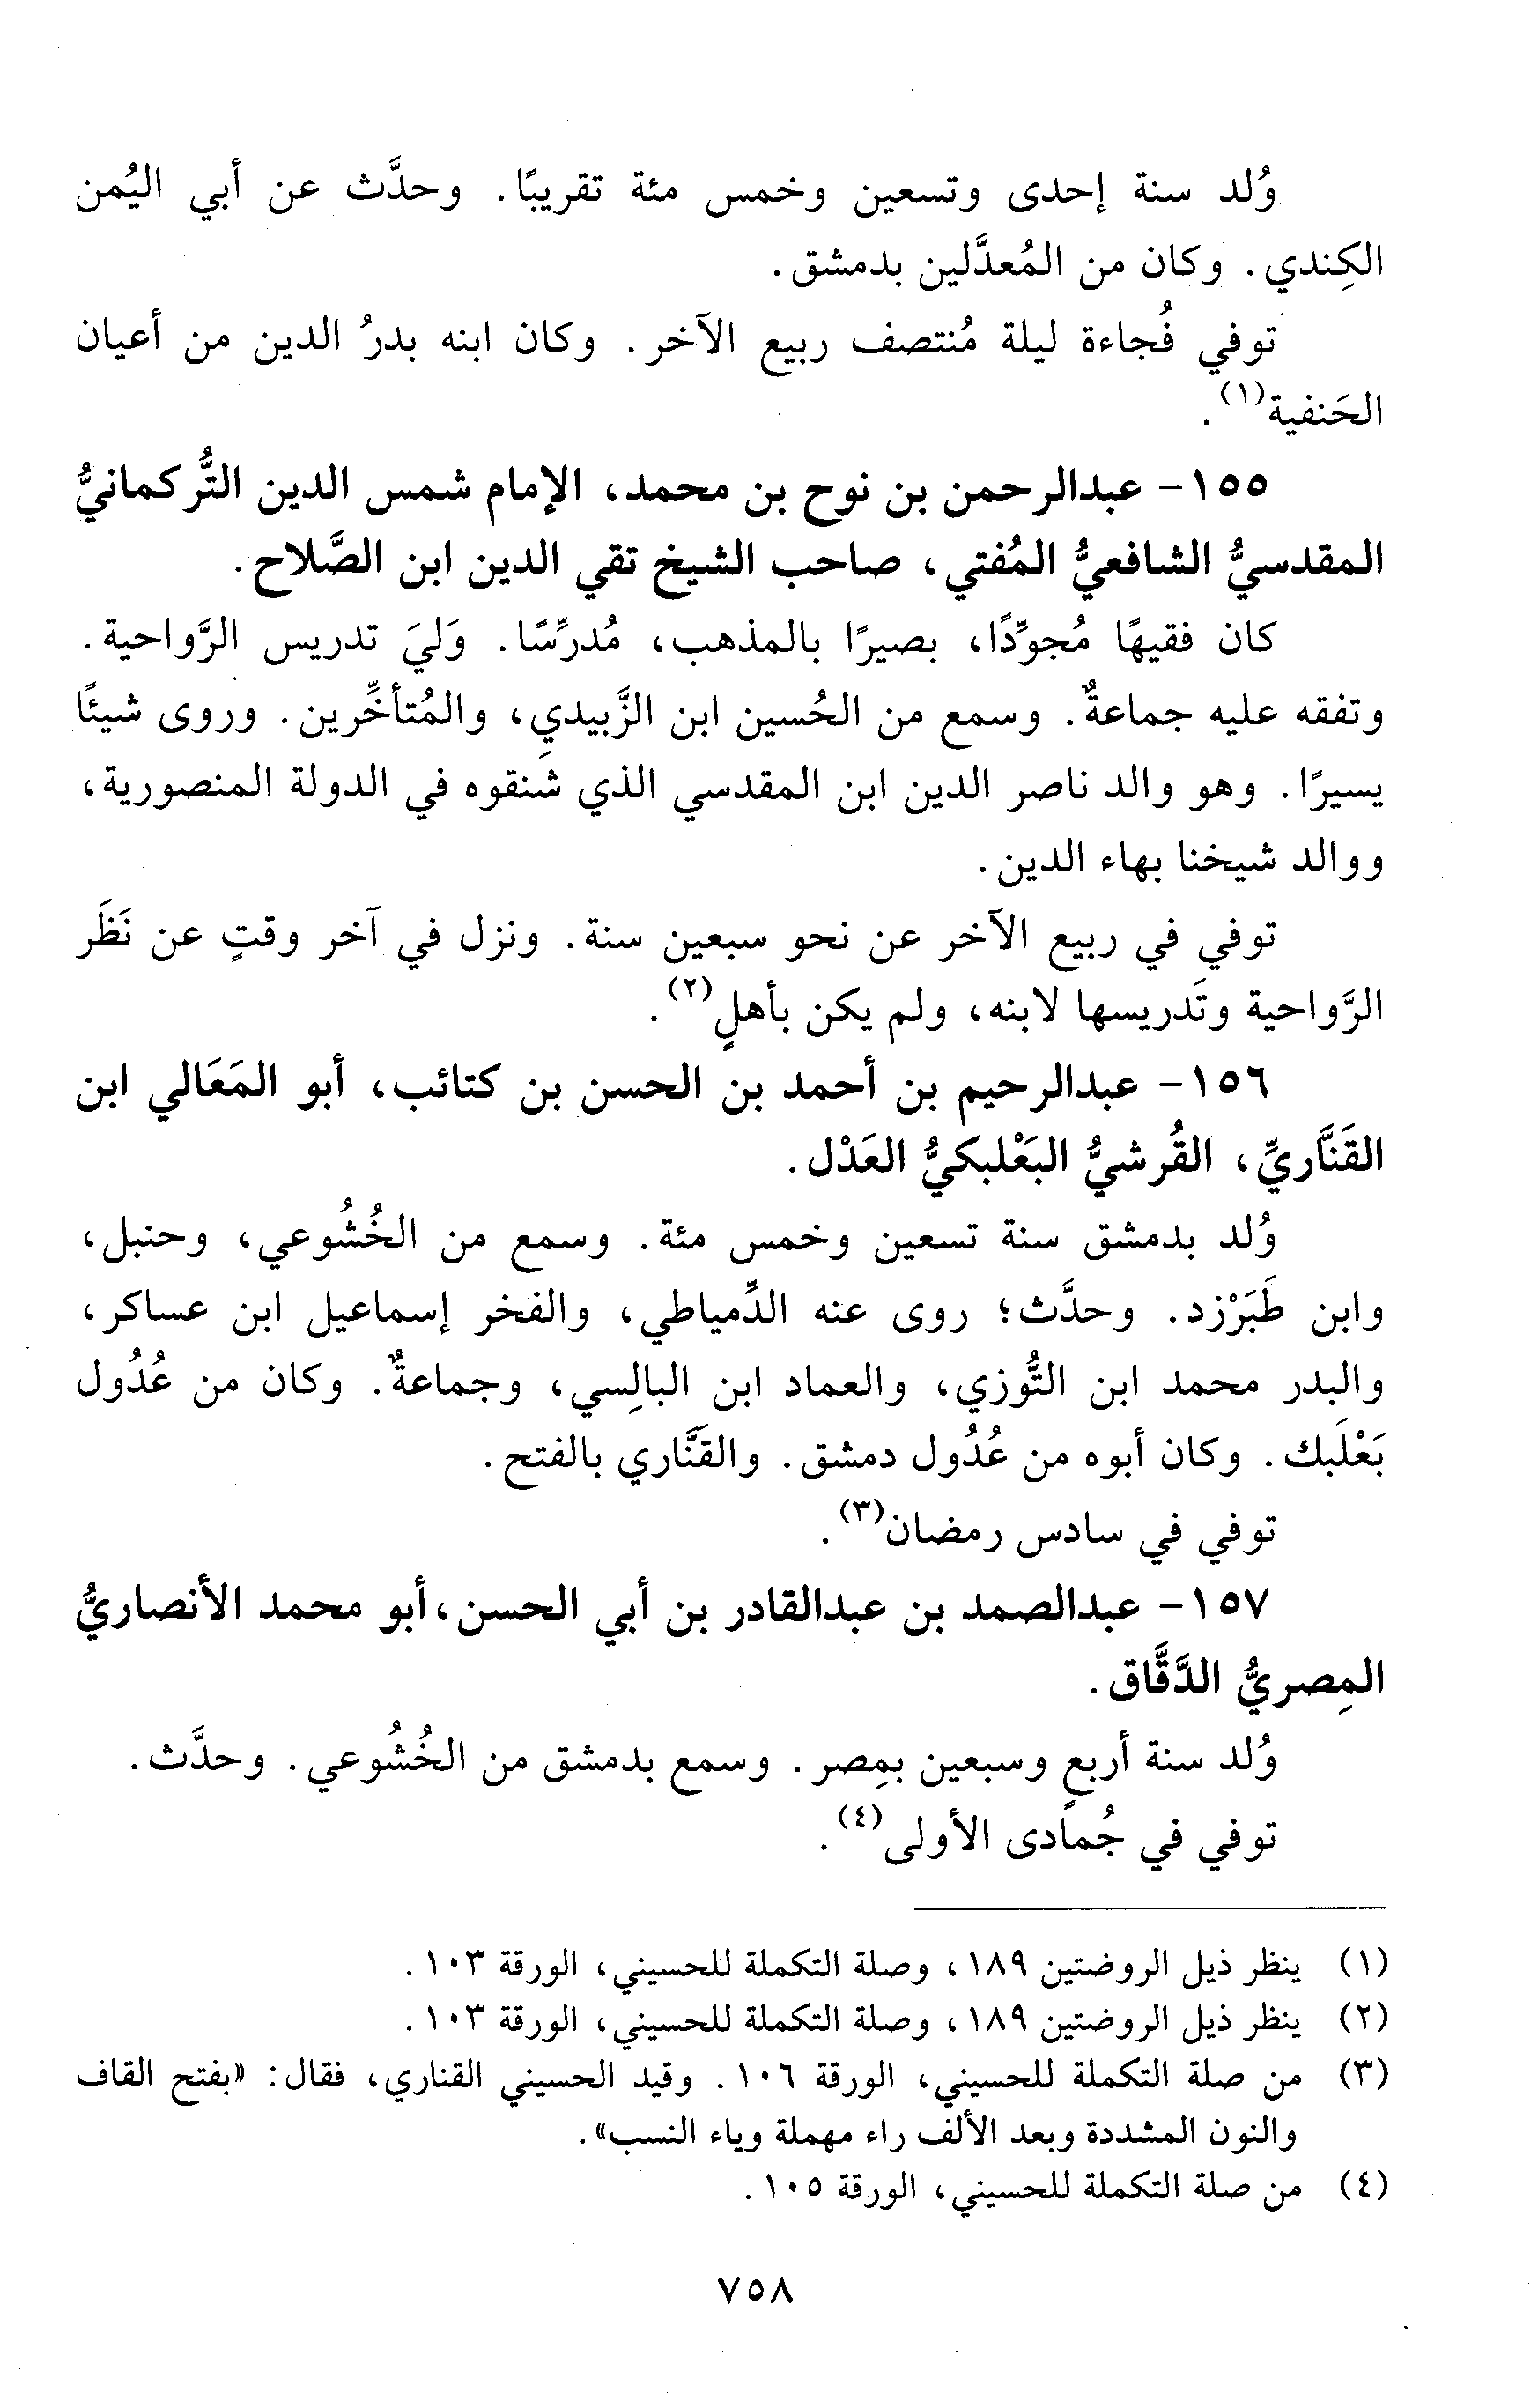 وُلد سنة إحدى وتسعين وخمس مئة تقريبًا. وحدَّث عن أبي اليُمن
الكِندي. وكان من المُعدَّلين بدمشق.
توفي فُجاءة ليلة مُنتصف ربيع الآخر. وكان ابنه بدرُ الدين من أعيان
الحَنفية(١).
١٥٥- عبدالرحمن بن نوح بن محمد، الإمام شمس الدين التُّركمانيُّ
المقدسيُّ الشافعيُّ المُفتي، صاحب الشيخ تقي الدين ابن الصَّلاح.
كان فقيهًا مُجوِّدًا، بصيرًا بالمذهب، مُدرِّسًا. وَليَ تدريس الرَّواحية.
وتفقه عليه جماعةٌ. وسمع من الحُسين ابن الزَّبيدي، والمُتأخِّرين. وروى شيئًا
يسيرًا. وهو والد ناصر الدين ابن المقدسي الذي شَنقوه في الدولة المنصورية،
ووالد شيخنا بهاء الدين.
توفي في ربيع الآخر عن نحو سبعين سنة. ونزل في آخر وقتٍ عن نَظَر
الرَّواحية وتَدريسها لابنه، ولم يكن بأهلٍ(٢).
١٥٦- عبدالرحيم بن أحمد بن الحسن بن كتائب، أبو المَعَالي ابن
القَنَّاريِّ، القُرشيُّ البَعْلبكيُّ العَدْل.
وُلد بدمشق سنة تسعين وخمس مئة. وسمع من الخُشُوعي، وحنبل،
وابن طَبَرْزد. وحدَّث؛ روى عنه الدِّمياطي، والفخر إسماعيل ابن عساكر،
والبدر محمد ابن التُّوزي، والعماد ابن البالِسي، وجماعةٌ. وكان من عُدُول
بَعْلَبك. وكان أبوه من عُدُول دمشق. والقَنَّاري بالفتح.
توفي في سادس رمضان(٣).
١٥٧- عبدالصمد بن عبدالقادر بن أبي الحسن، أبو محمد الأنصاريُّ
المِصريُّ الدَّقَّاق.
وُلد سنة أربعٍ وسبعين بمِصر. وسمع بدمشق من الخُشُوعي. وحدَّث.
توفي في جُمادى الأولى(٤).
(١) ينظر ذيل الروضتين ١٨٩، وصلة التكملة للحسيني، الورقة ١٠٣.
(٢) ينظر ذيل الروضتين ١٨٩، وصلة التكملة للحسيني، الورقة ١٠٣.
(٣) من صلة التكملة للحسيني، الورقة ١٠٦. وقيد الحسيني القناري، فقال: «بفتح القاف
والنون المشددة وبعد الألف راء مهملة وياء النسب».
(٤) من صلة التكملة للحسيني، الورقة ١٠٥.
٧٥٨